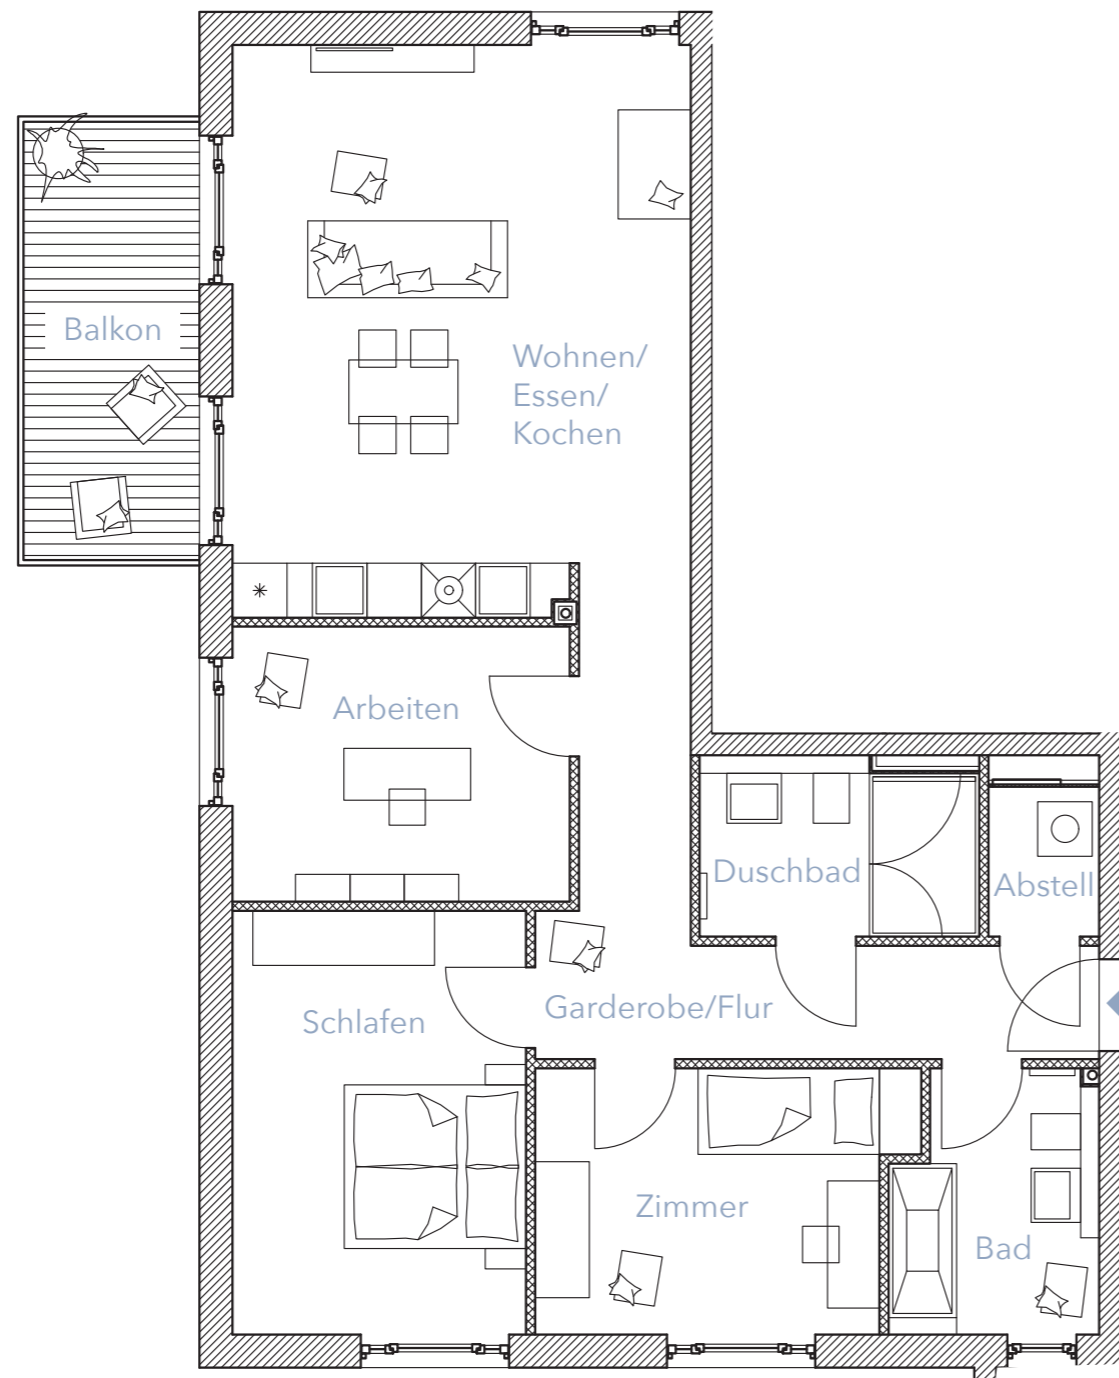 Balkon
Wohnen/
Essen/
Kochen
Arbeiten
Duschbad
Abstell
Schlafen
Garderobe/Flur
Zimmer
Bad